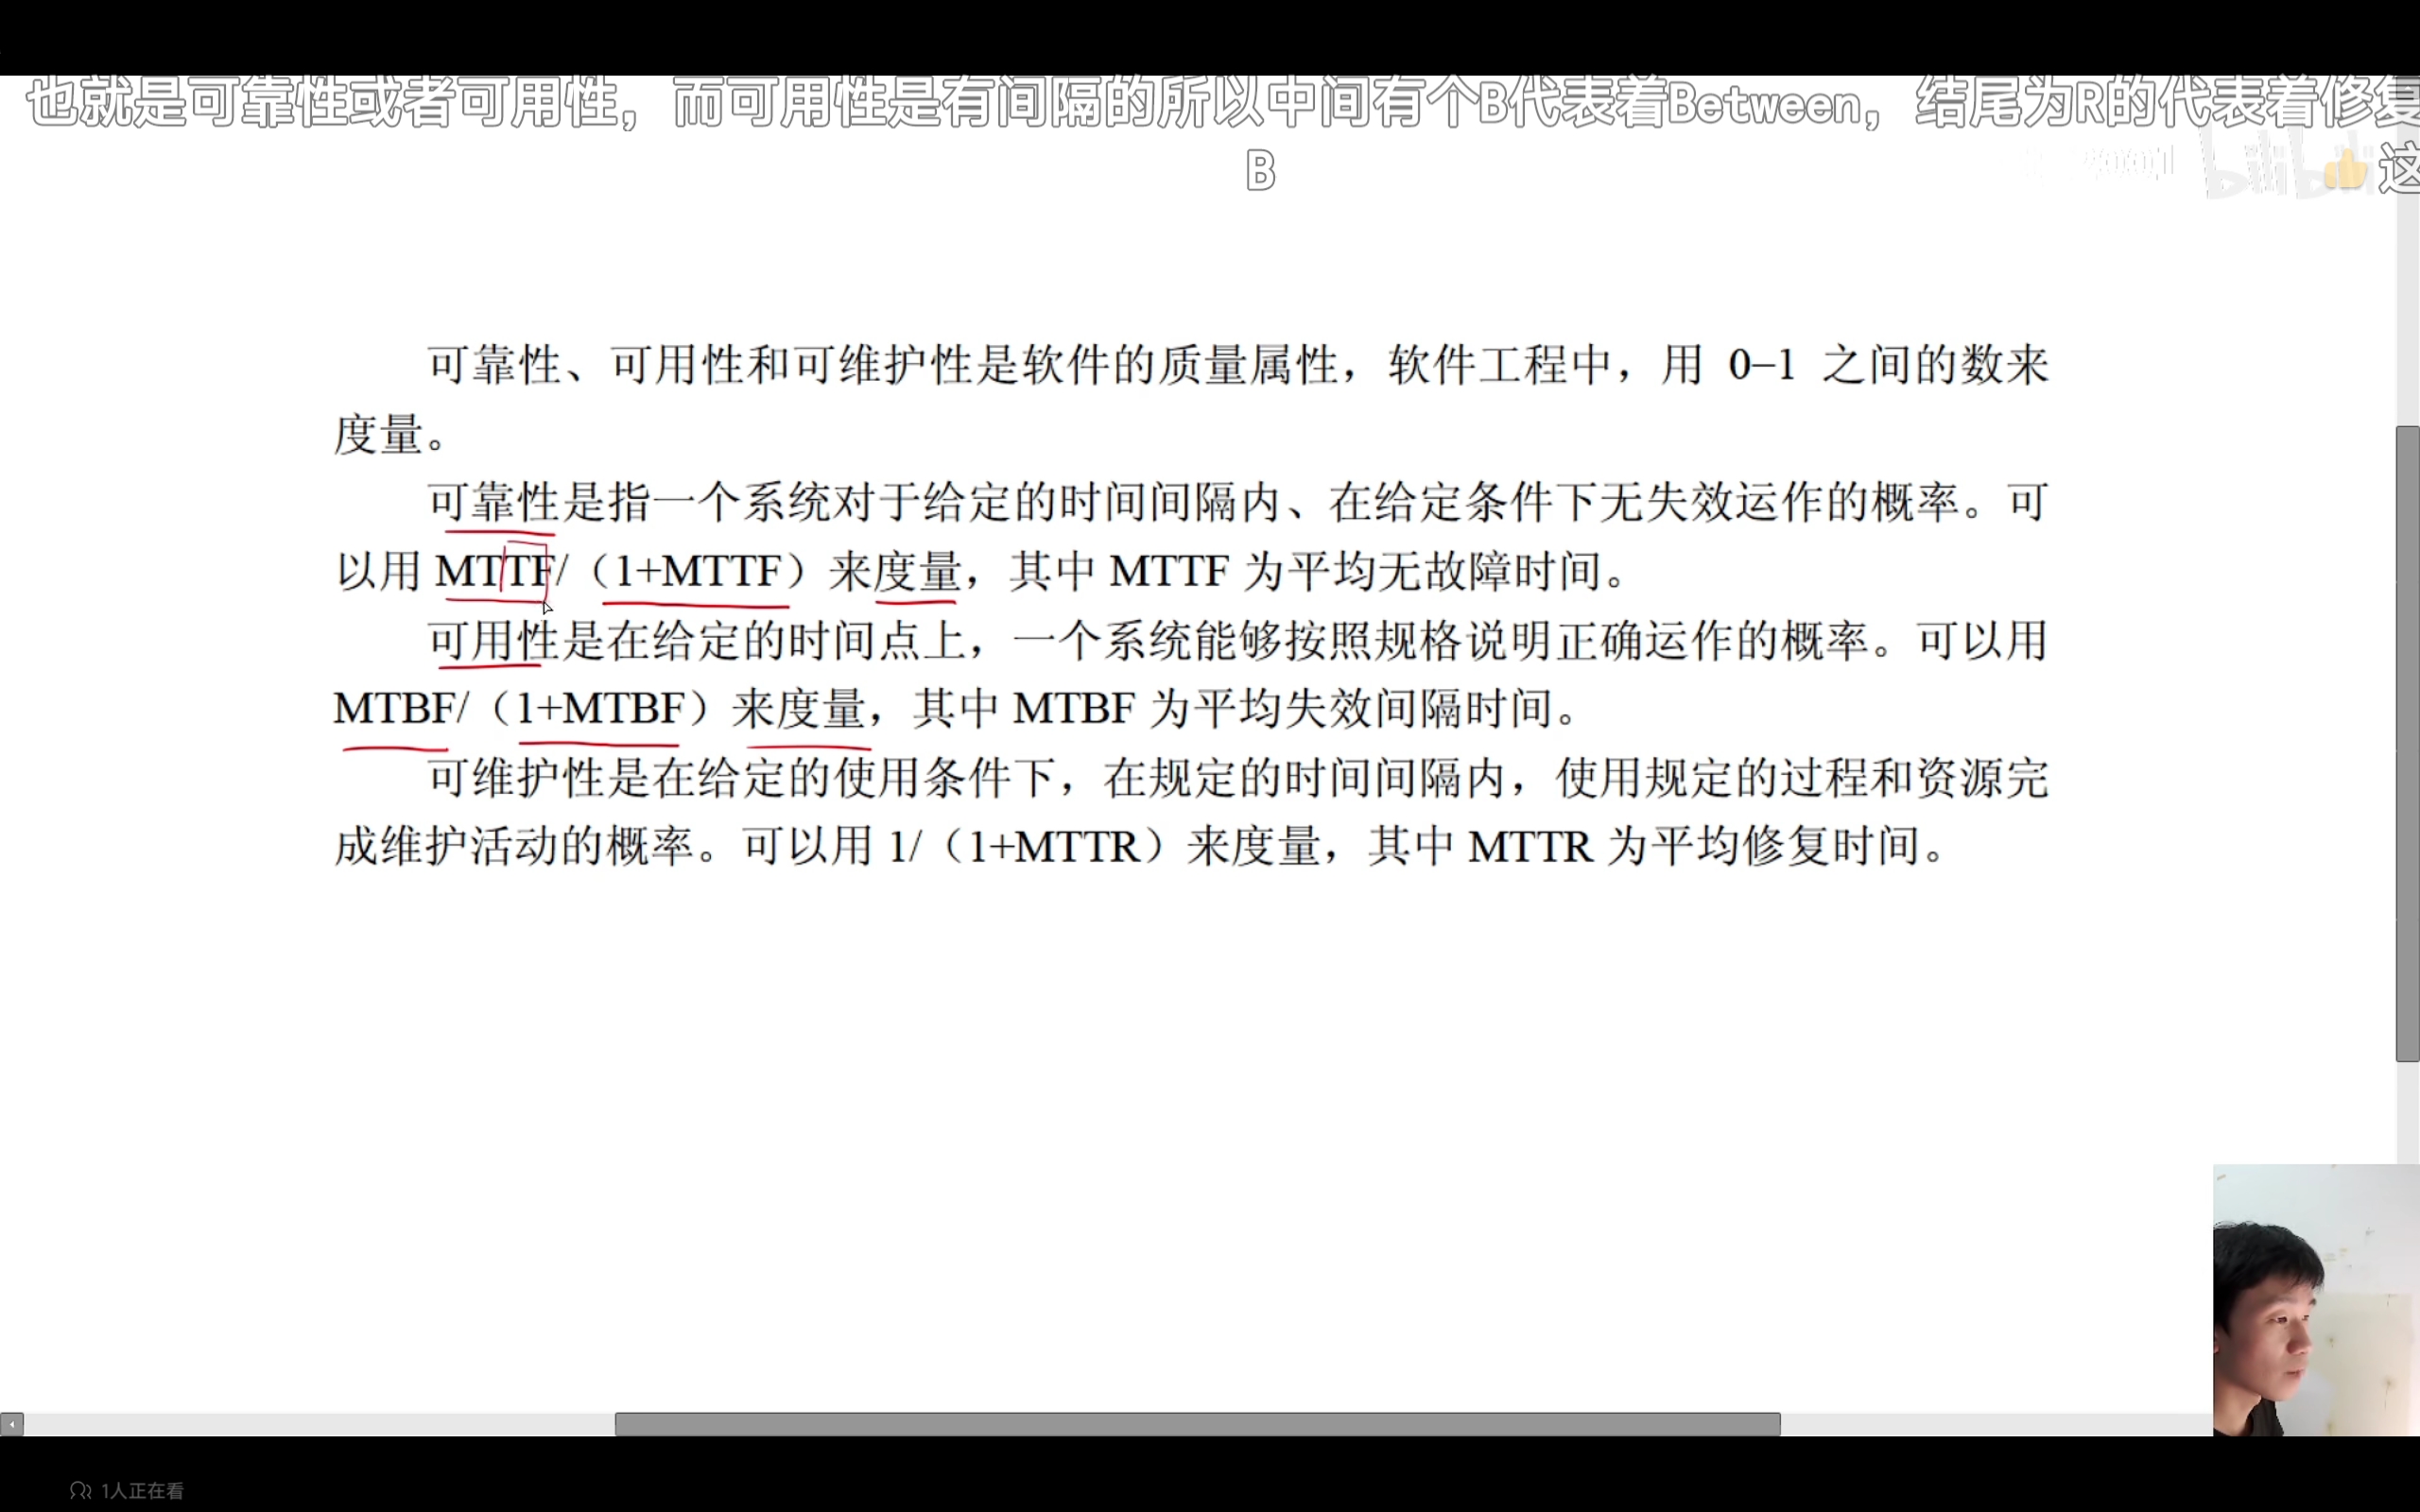 也就是可靠性或者可用性，而可用性是有间隔的所以中间有个B代表着Between，结尾为R的代表着修复
B
这
bilibili
可靠性、可用性和可维护性是软件的质量属性，软件工程中，用 0–1 之间的数来
度量。
可靠性是指一个系统对于给定的时间间隔内、在给定条件下无失效运作的概率。可
以用 MTTF/（1+MTTF）来度量，其中 MTTF 为平均无故障时间。
可用性是在给定的时间点上，一个系统能够按照规格说明正确运作的概率。可以用
MTBF/（1+MTBF）来度量，其中 MTBF 为平均失效间隔时间。
可维护性是在给定的使用条件下，在规定的时间间隔内，使用规定的过程和资源完
成维护活动的概率。可以用 1/（1+MTTR）来度量，其中 MTTR 为平均修复时间。
1人正在看